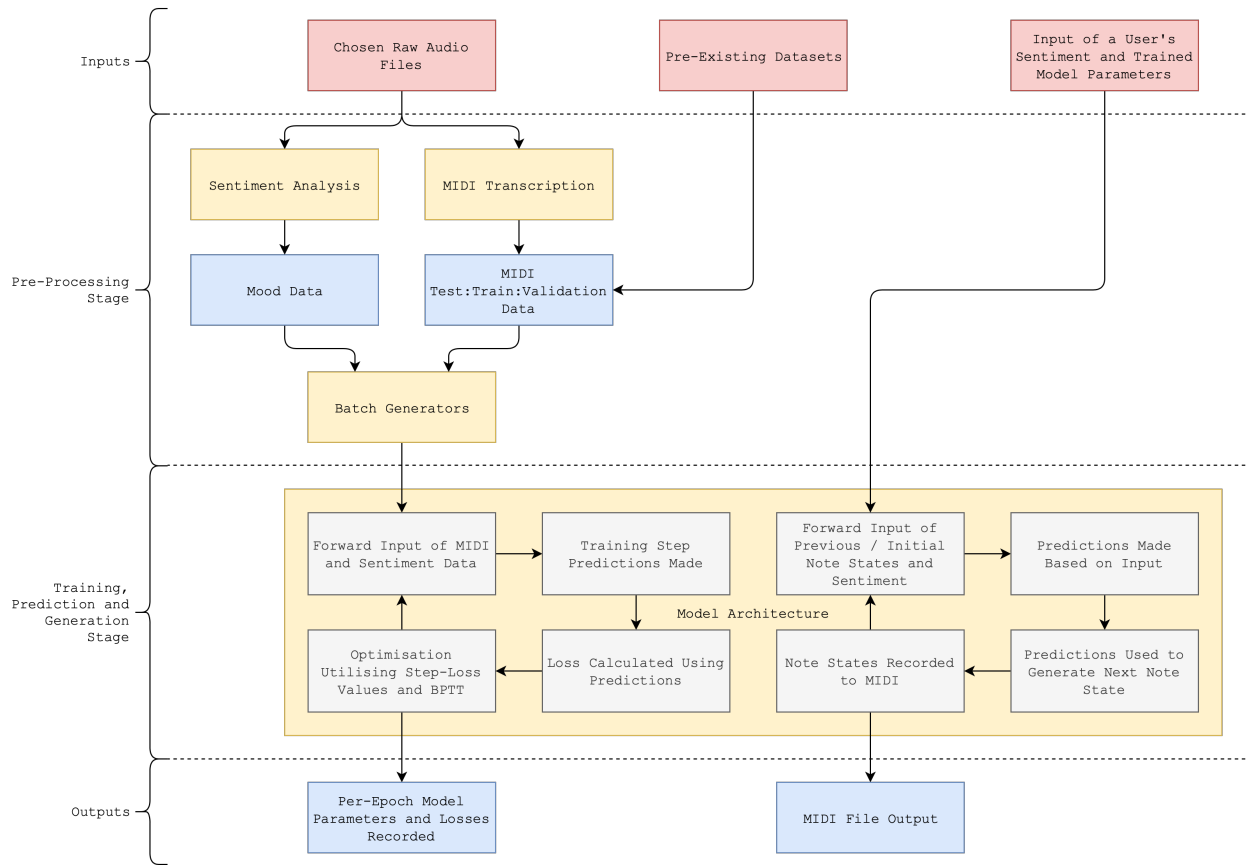 Inputs
Chosen Raw Audio
Files
Pre-Existing Datasets
Input of a User's
Sentiment and Trained
Model Parameters
Pre-Processing
Stage
Sentiment Analysis
MIDI Transcription
Mood Data
MIDI
Test:Train:Validation
Data
Batch Generators
Training,
Prediction and
Generation
Stage
Forward Input of MIDI
and Sentiment Data
Training Step
Predictions Made
Forward Input of
Previous / Initial
Note States and
Sentiment
Predictions Made
Based on Input
Model Architecture
Optimisation
Utilising Step-Loss
Values and BPTT
Loss Calculated Using
Predictions
Note States Recorded
to MIDI
Predictions Used to
Generate Next Note
State
Outputs
Per-Epoch Model
Parameters and Losses
Recorded
MIDI File Output